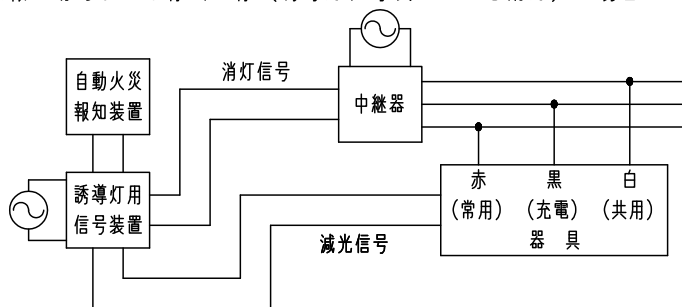 消灯信号
自動火災
報知装置
中継器
誘導灯用
信号装置
赤 黒 白
(常用) (充電) (共用)
器 具
減光信号